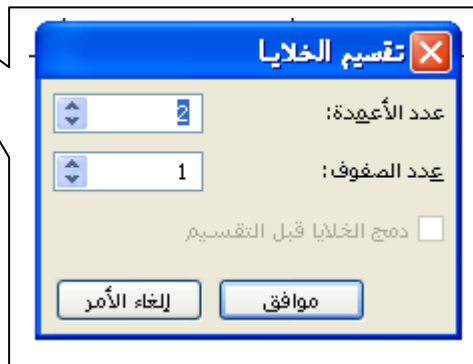 تقسيم الخلايا
عدد الأعمدة: 2
عدد الصفوف: 1
دمج الخلايا قبل التقسيم
موافق إلغاء الأمر